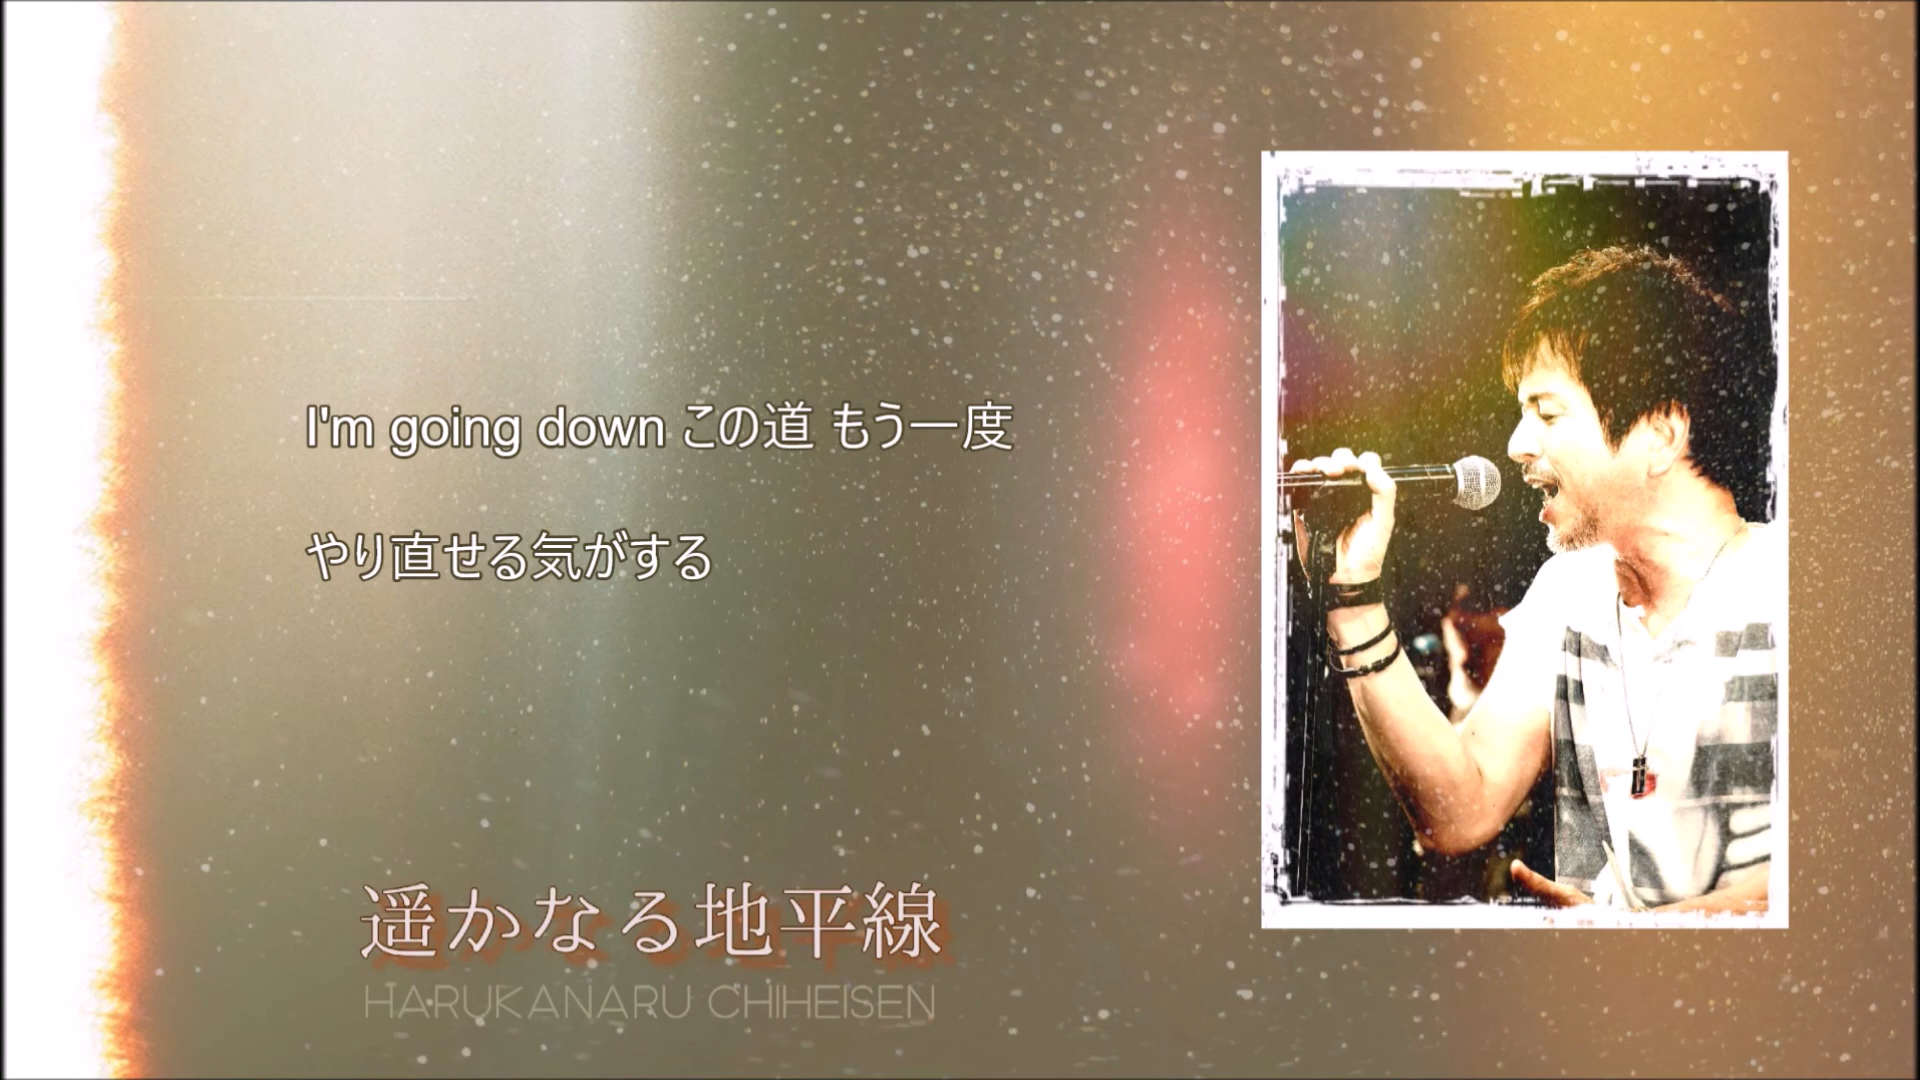 I'm going down この道 もう一度
やり直せる気がする
遥かなる地平線
HARUKANARU CHIHEISEN